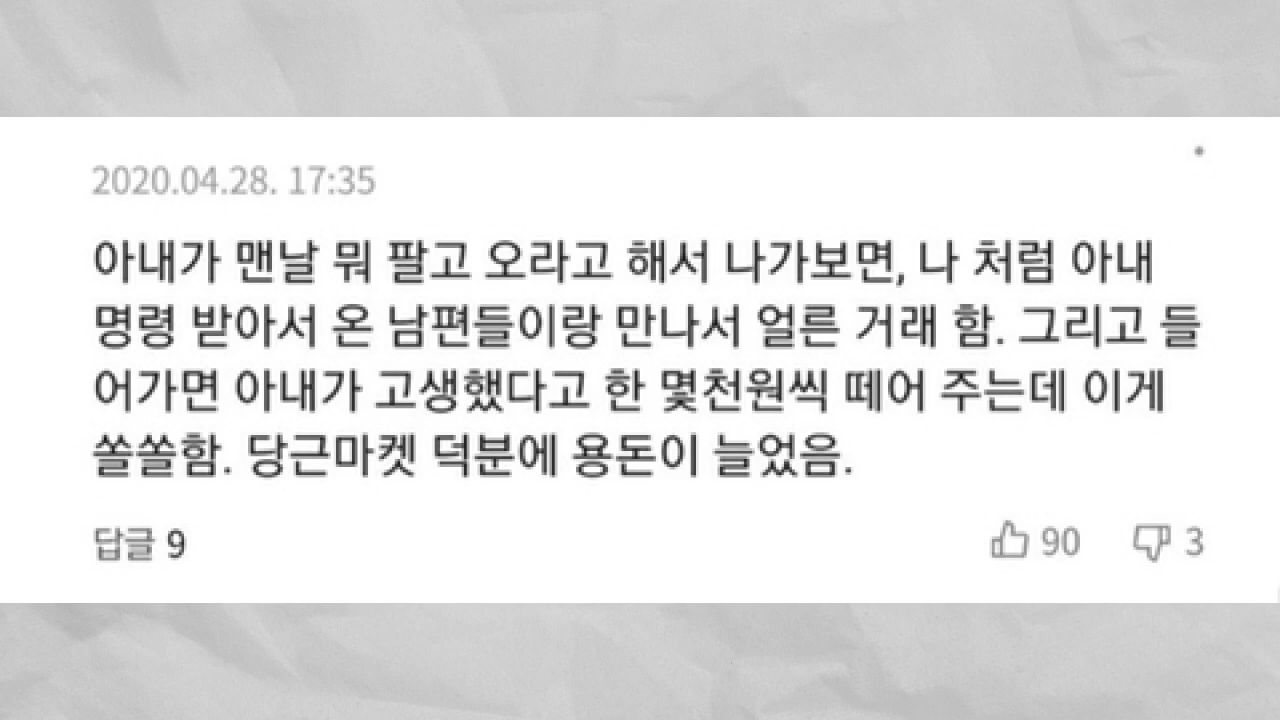 2020.04.28. 17:35
아내가 맨날 뭐 팔고 오라고 해서 나가보면, 나 처럼 아내
명령 받아서 온 남편들이랑 만나서 얼른 거래 함. 그리고 들
어가면 아내가 고생했다고 한 몇천원씩 떼어 주는데 이게
쏠쏠함. 당근마켓 덕분에 용돈이 늘었음.
답글 9 90 3